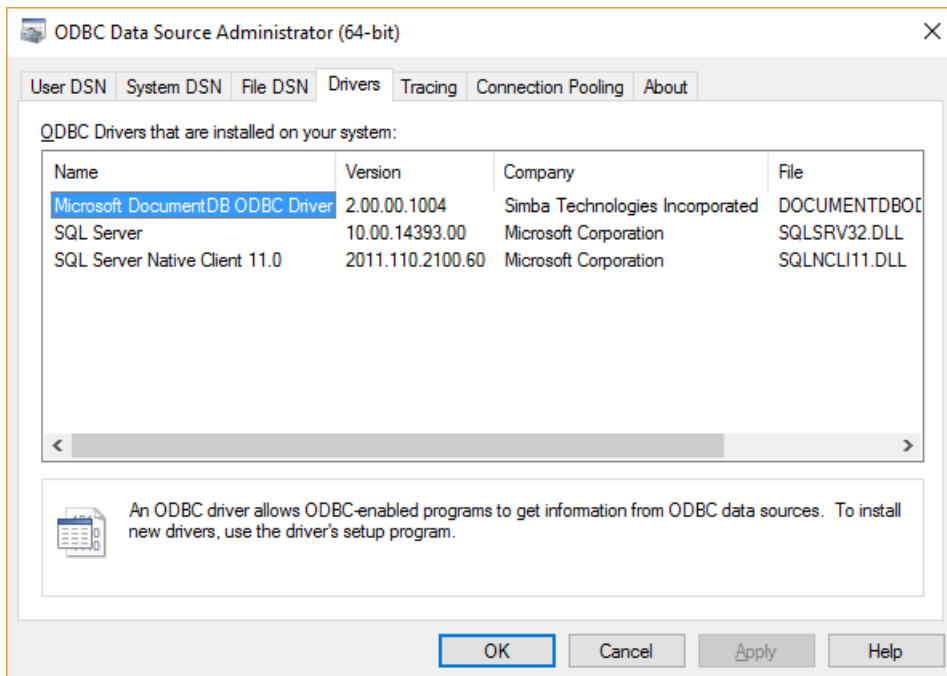 ODBC Data Source Administrator (64-bit)
User DSN System DSN File DSN Drivers Tracing Connection Pooling About
ODBC Drivers that are installed on your system:
Name Version Company File
Microsoft DocumentDB ODBC Driver 2.00.00.1004 Simba Technologies Incorporated
SQL Server 10.00.14393.00 Microsoft Corporation SQLSRV32.DLL
SQL Server Native Client 11.0 2011.110.2100.60 Microsoft Corporation SQLNCLI11.DLL
An ODBC driver allows ODBC-enabled programs to get information from ODBC data sources. To install
new drivers, use the driver's setup program.
OK Cancel Apply Help